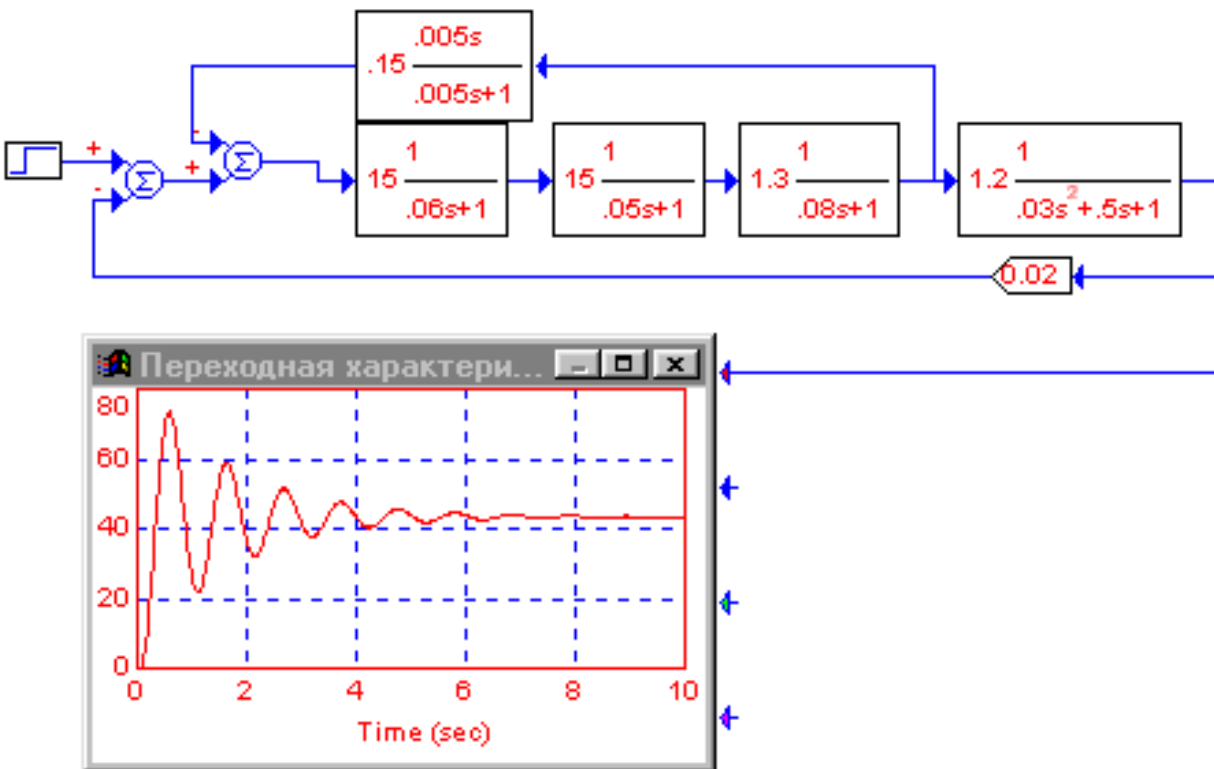 .005s
.15
.005s+1
-
+
Σ
+
Σ
-
1
15
.06s+1
1
15
.05s+1
1
1.3
.08s+1
1
1.2
.03s²+.5s+1
0.02
Переходная характери...
80
60
40
20
0
0 2 4 6 8 10
Time (sec)